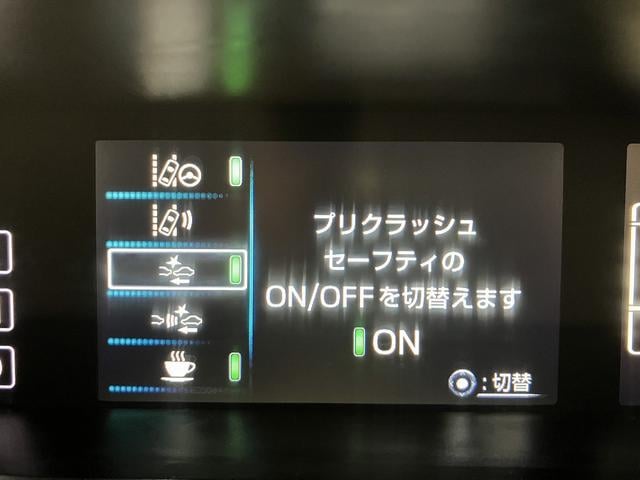 プリクラッシュ
セーフティの
ON/OFFを切替えます
ON
:切替